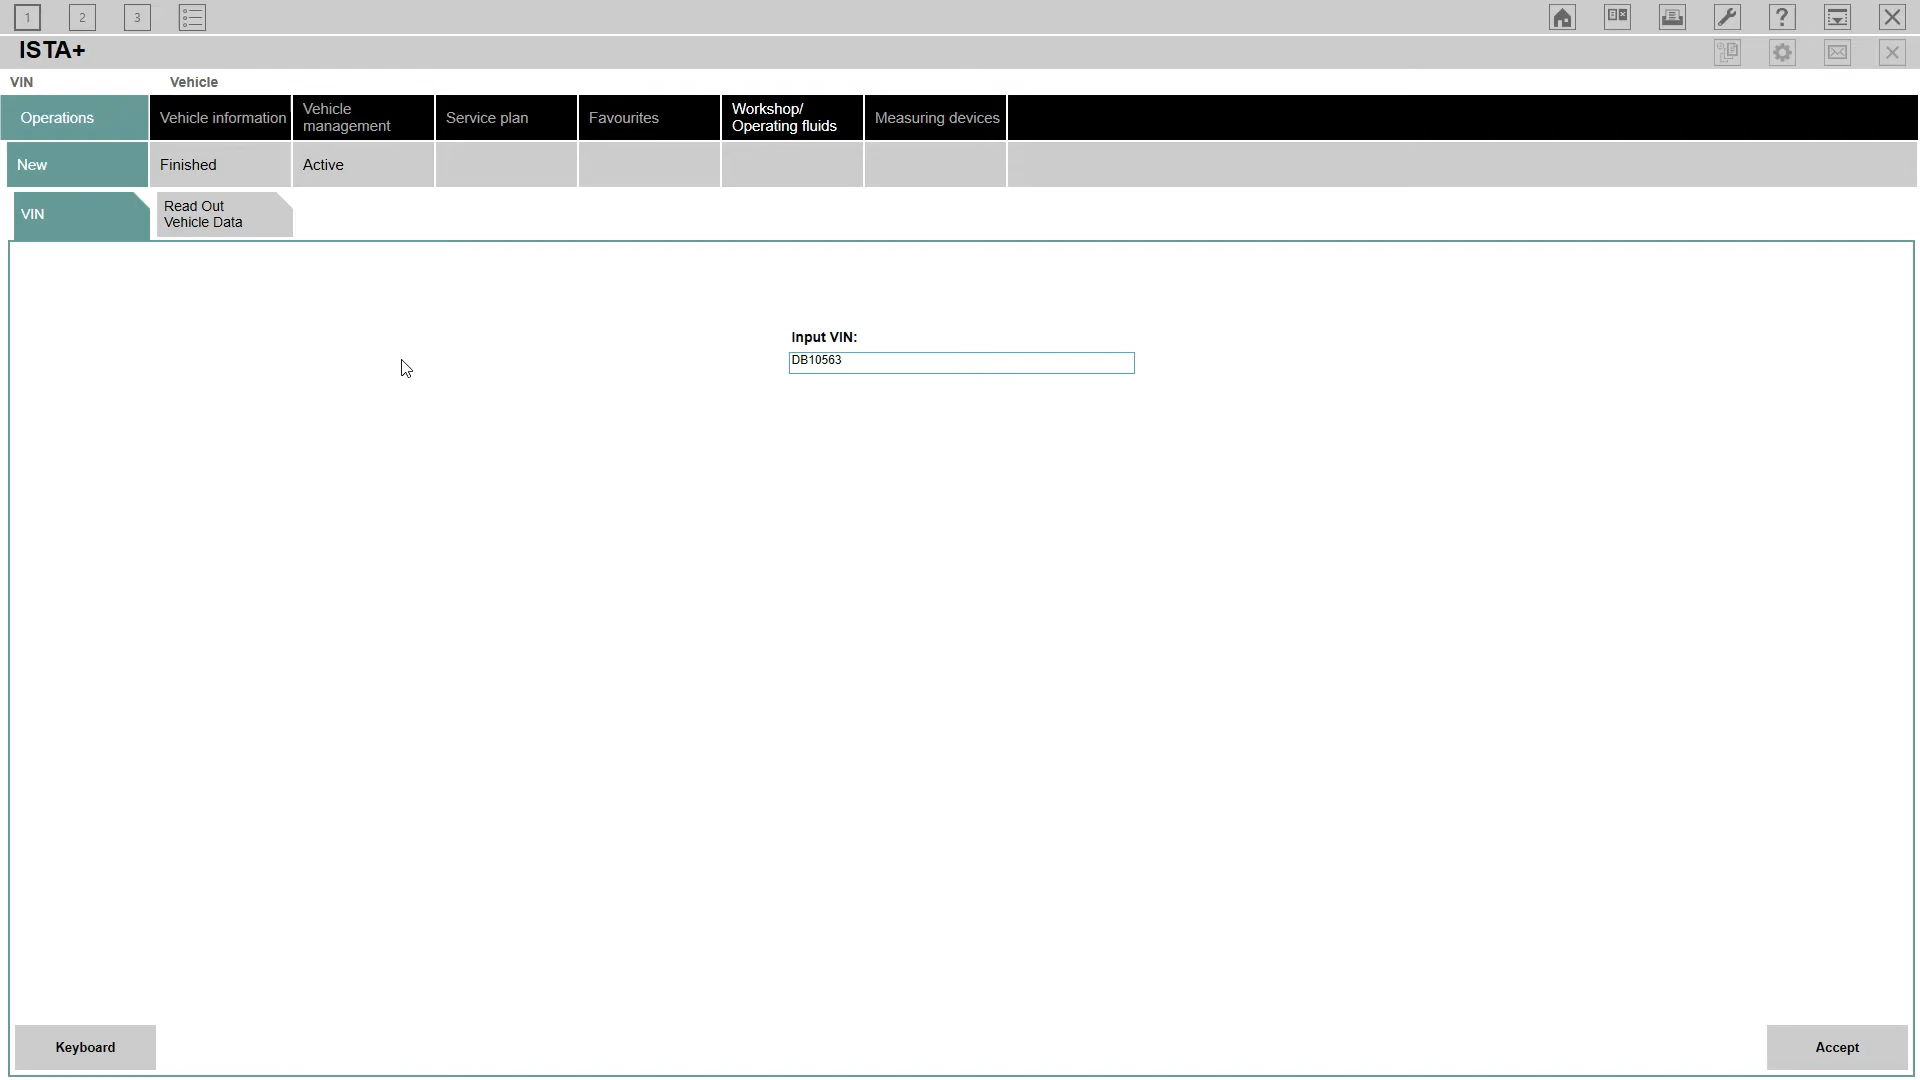 1 2 3
ISTA+
VIN Vehicle
Operations Vehicle information Vehicle management Service plan Favourites Workshop/ Operating fluids Measuring devices
New Finished Active
VIN Read Out Vehicle Data
Input VIN:
DB10563
Keyboard Accept